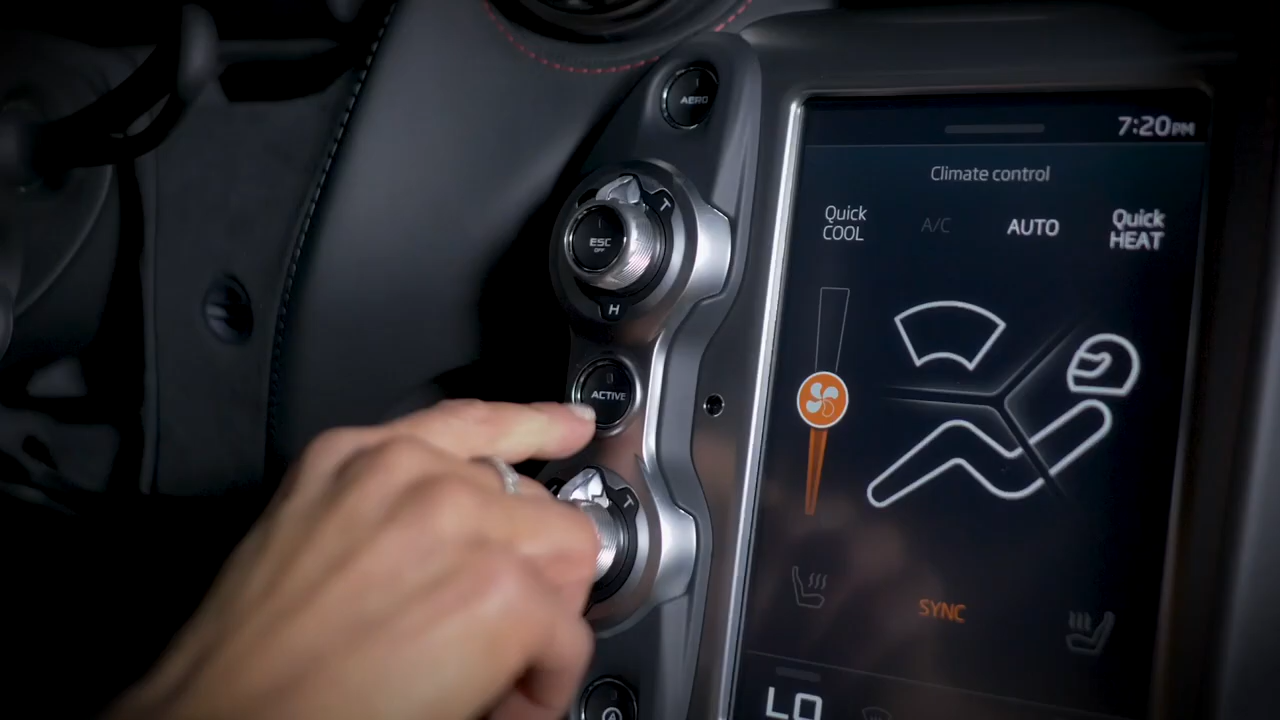 AERO
7:20PM
Climate control
Quick
COOL
A/C
AUTO
Quick
HEAT
T
ESC
OFF
H
ACTIVE
T
SYNC
LO
A